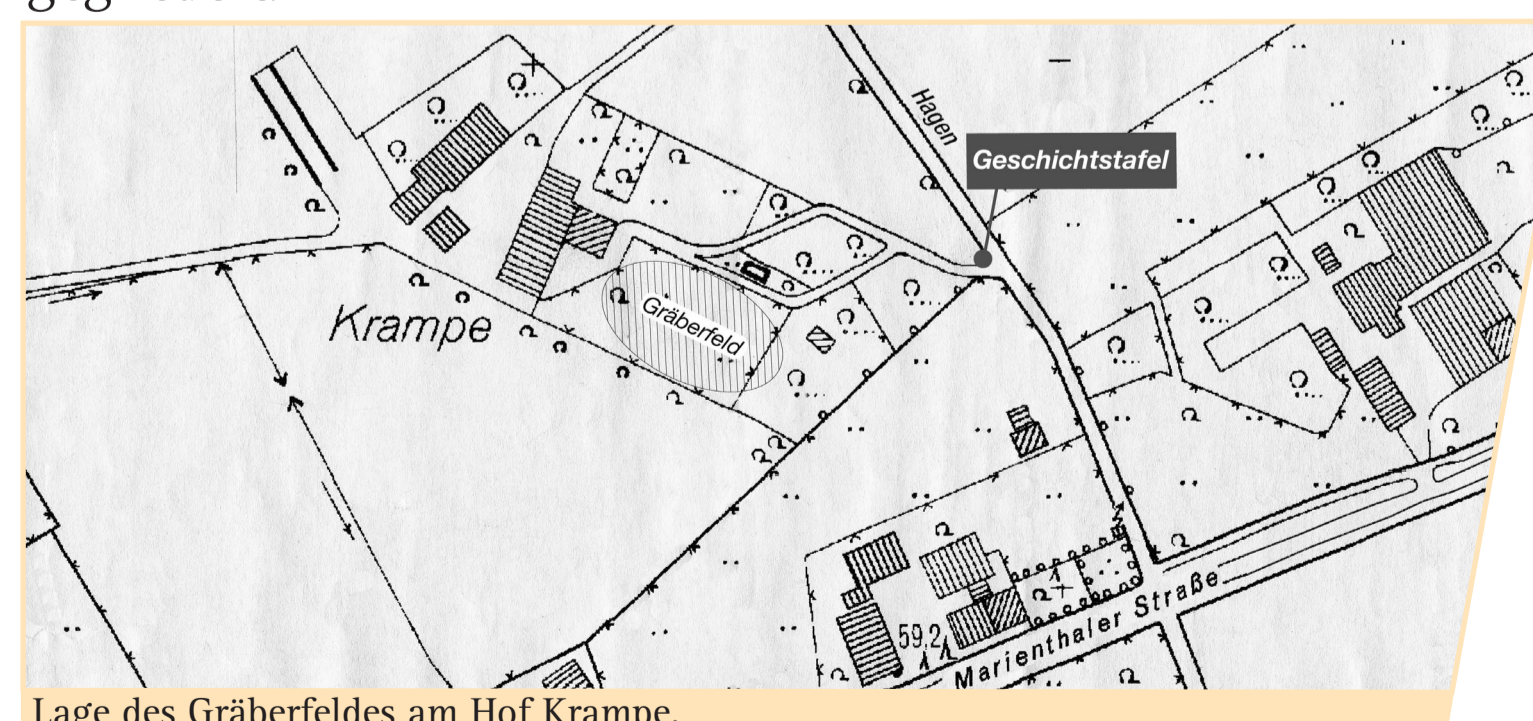 Hagen
Geschichtstafel
Krampe
Gräberfeld
59,2
Marienthaler Straße
Lage des Gräberfeldes am Hof Krampe.